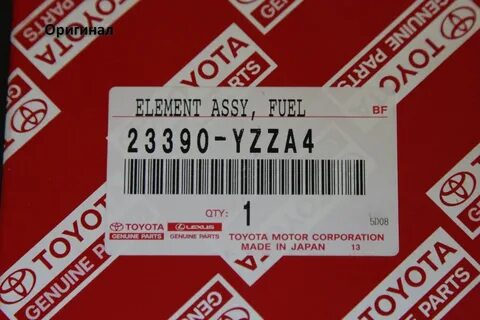 Оригинал
TOYOTA
GENUINE PARTS
ELEMENT ASSY, FUEL
BF
23390-YZZA4
QTY: 1
5D08
TOYOTA LEXUS
GENUINE PARTS GENUINE PARTS
TOYOTA MOTOR CORPORATION
MADE IN JAPAN 13
TOYOTA
GENUINE PARTS
TOYOTA
GENUINE PARTS